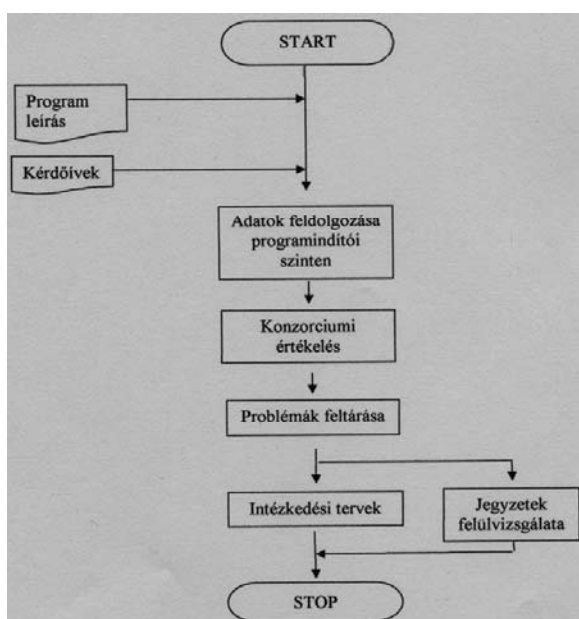 START
Program
leírás
Kérdőívek
Adatok feldolgozása
programindítói
szinten
Konzorciumi
értékelés
Problémák feltárása
Intézkedési tervek
Jegyzetek
felülvizsgálata
STOP